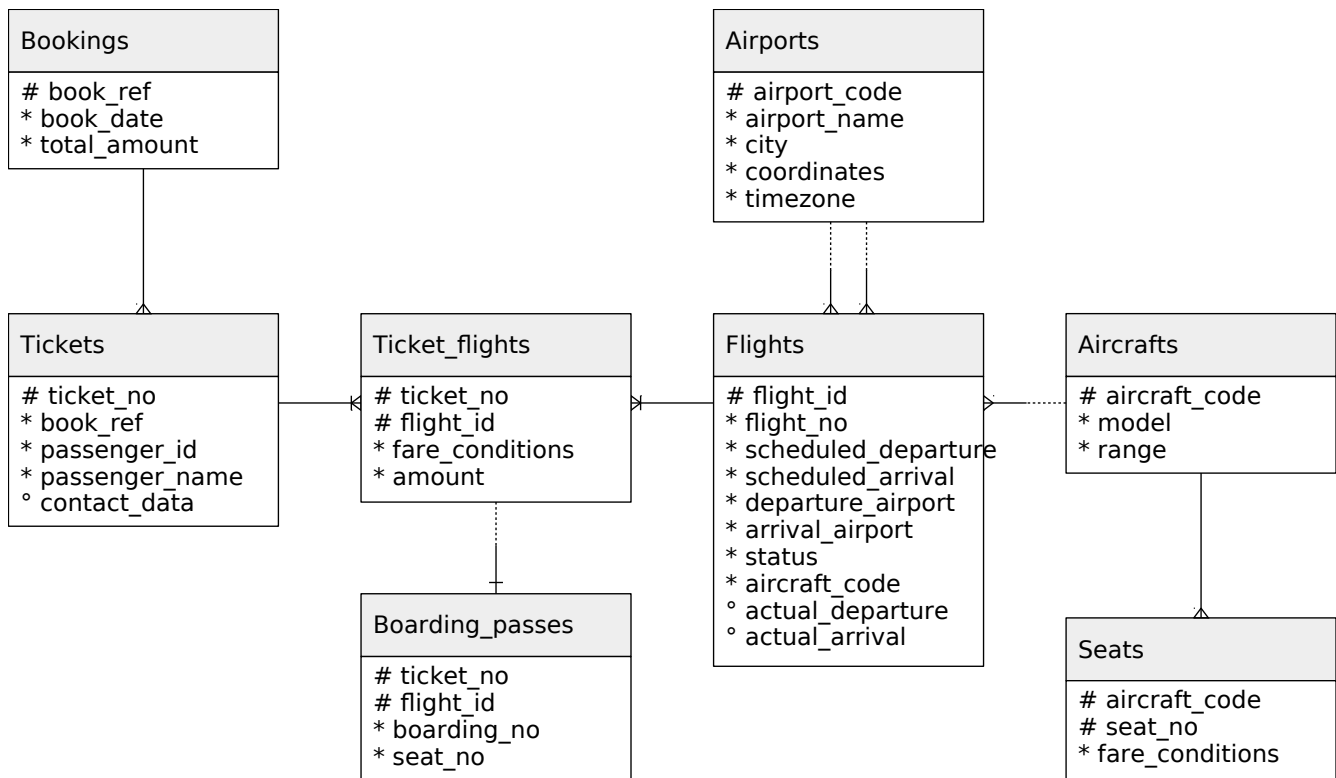 Bookings
# book_ref
* book_date
* total_amount
Airports
# airport_code
* airport_name
* city
* coordinates
* timezone
Tickets
# ticket_no
* book_ref
* passenger_id
* passenger_name
° contact_data
Ticket_flights
# ticket_no
# flight_id
* fare_conditions
* amount
Flights
# flight_id
* flight_no
* scheduled_departure
* scheduled_arrival
* departure_airport
* arrival_airport
* status
* aircraft_code
° actual_departure
° actual_arrival
Aircrafts
# aircraft_code
* model
* range
Boarding_passes
# ticket_no
# flight_id
* boarding_no
* seat_no
Seats
# aircraft_code
# seat_no
* fare_conditions